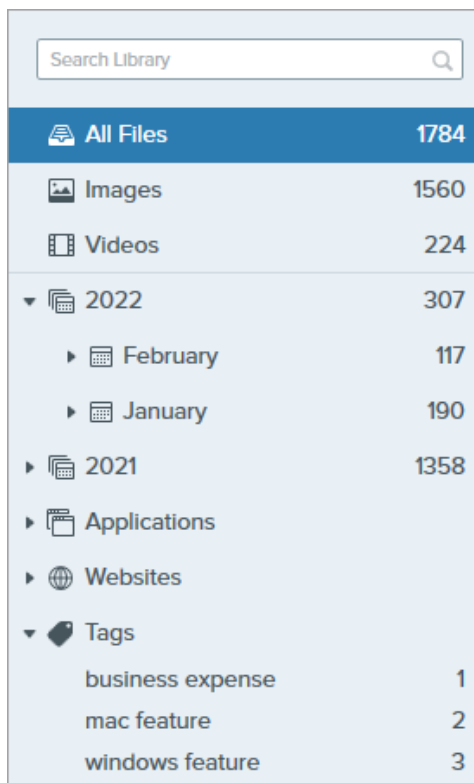 Search Library
All Files 1784
Images 1560
Videos 224
2022 307
February 117
January 190
2021 1358
Applications
Websites
Tags
business expense 1
mac feature 2
windows feature 3